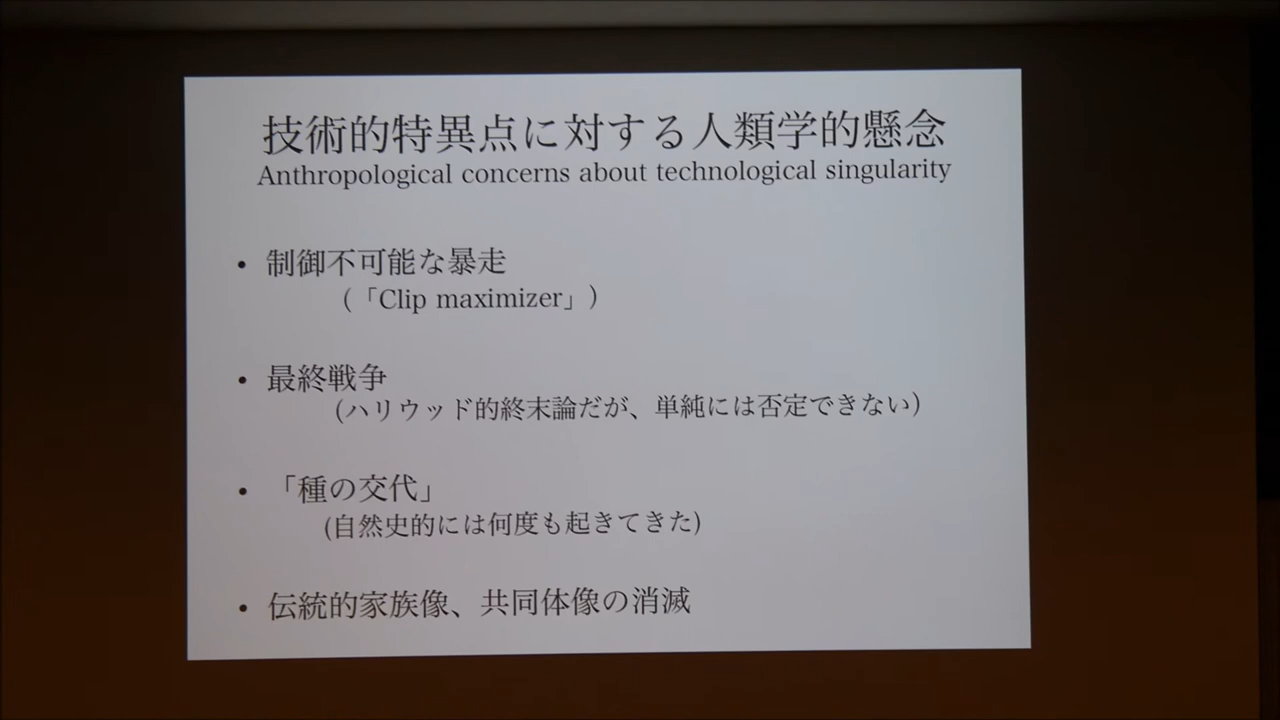 技術的特異点に対する人類学的懸念
Anthropological concerns about technological singularity
• 制御不可能な暴走
(「Clip maximizer」)
• 最終戦争
(ハリウッド的終末論だが、単純には否定できない)
• 「種の交代」
(自然史的には何度も起きてきた)
• 伝統的家族像、共同体像の消滅